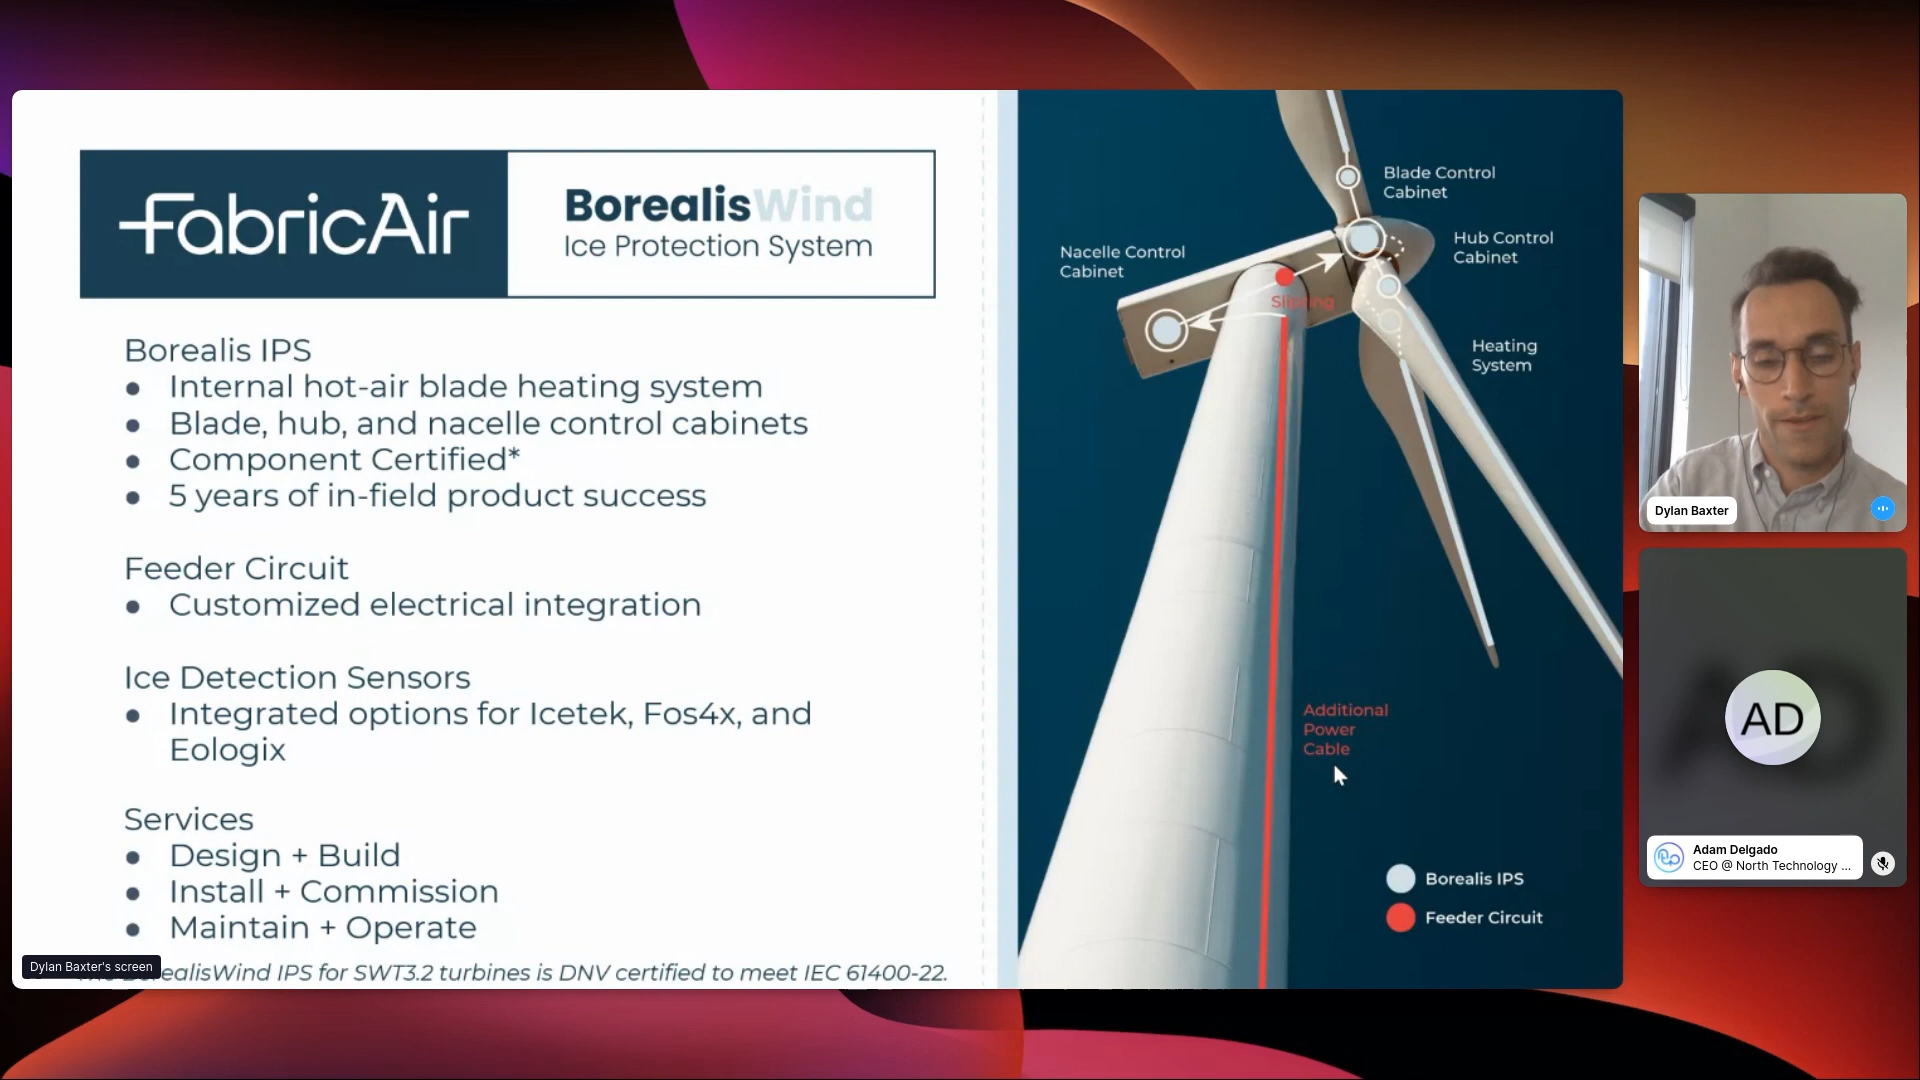 FabricAir
BorealisWind
Ice Protection System
Borealis IPS
● Internal hot-air blade heating system
● Blade, hub, and nacelle control cabinets
● Component Certified*
● 5 years of in-field product success
Feeder Circuit
● Customized electrical integration
Ice Detection Sensors
● Integrated options for Icetek, Fos4x, and
Eologix
Services
● Design + Build
● Install + Commission
● Maintain + Operate
Dylan Baxter's screen
ealisWind IPS for SWT3.2 turbines is DNV certified to meet IEC 61400-22.
Blade Control
Cabinet
Hub Control
Cabinet
Nacelle Control
Cabinet
Slipring
Heating
System
Additional
Power
Cable
Borealis IPS
Feeder Circuit
Dylan Baxter
AD
Adam Delgado
CEO @ North Technology ...